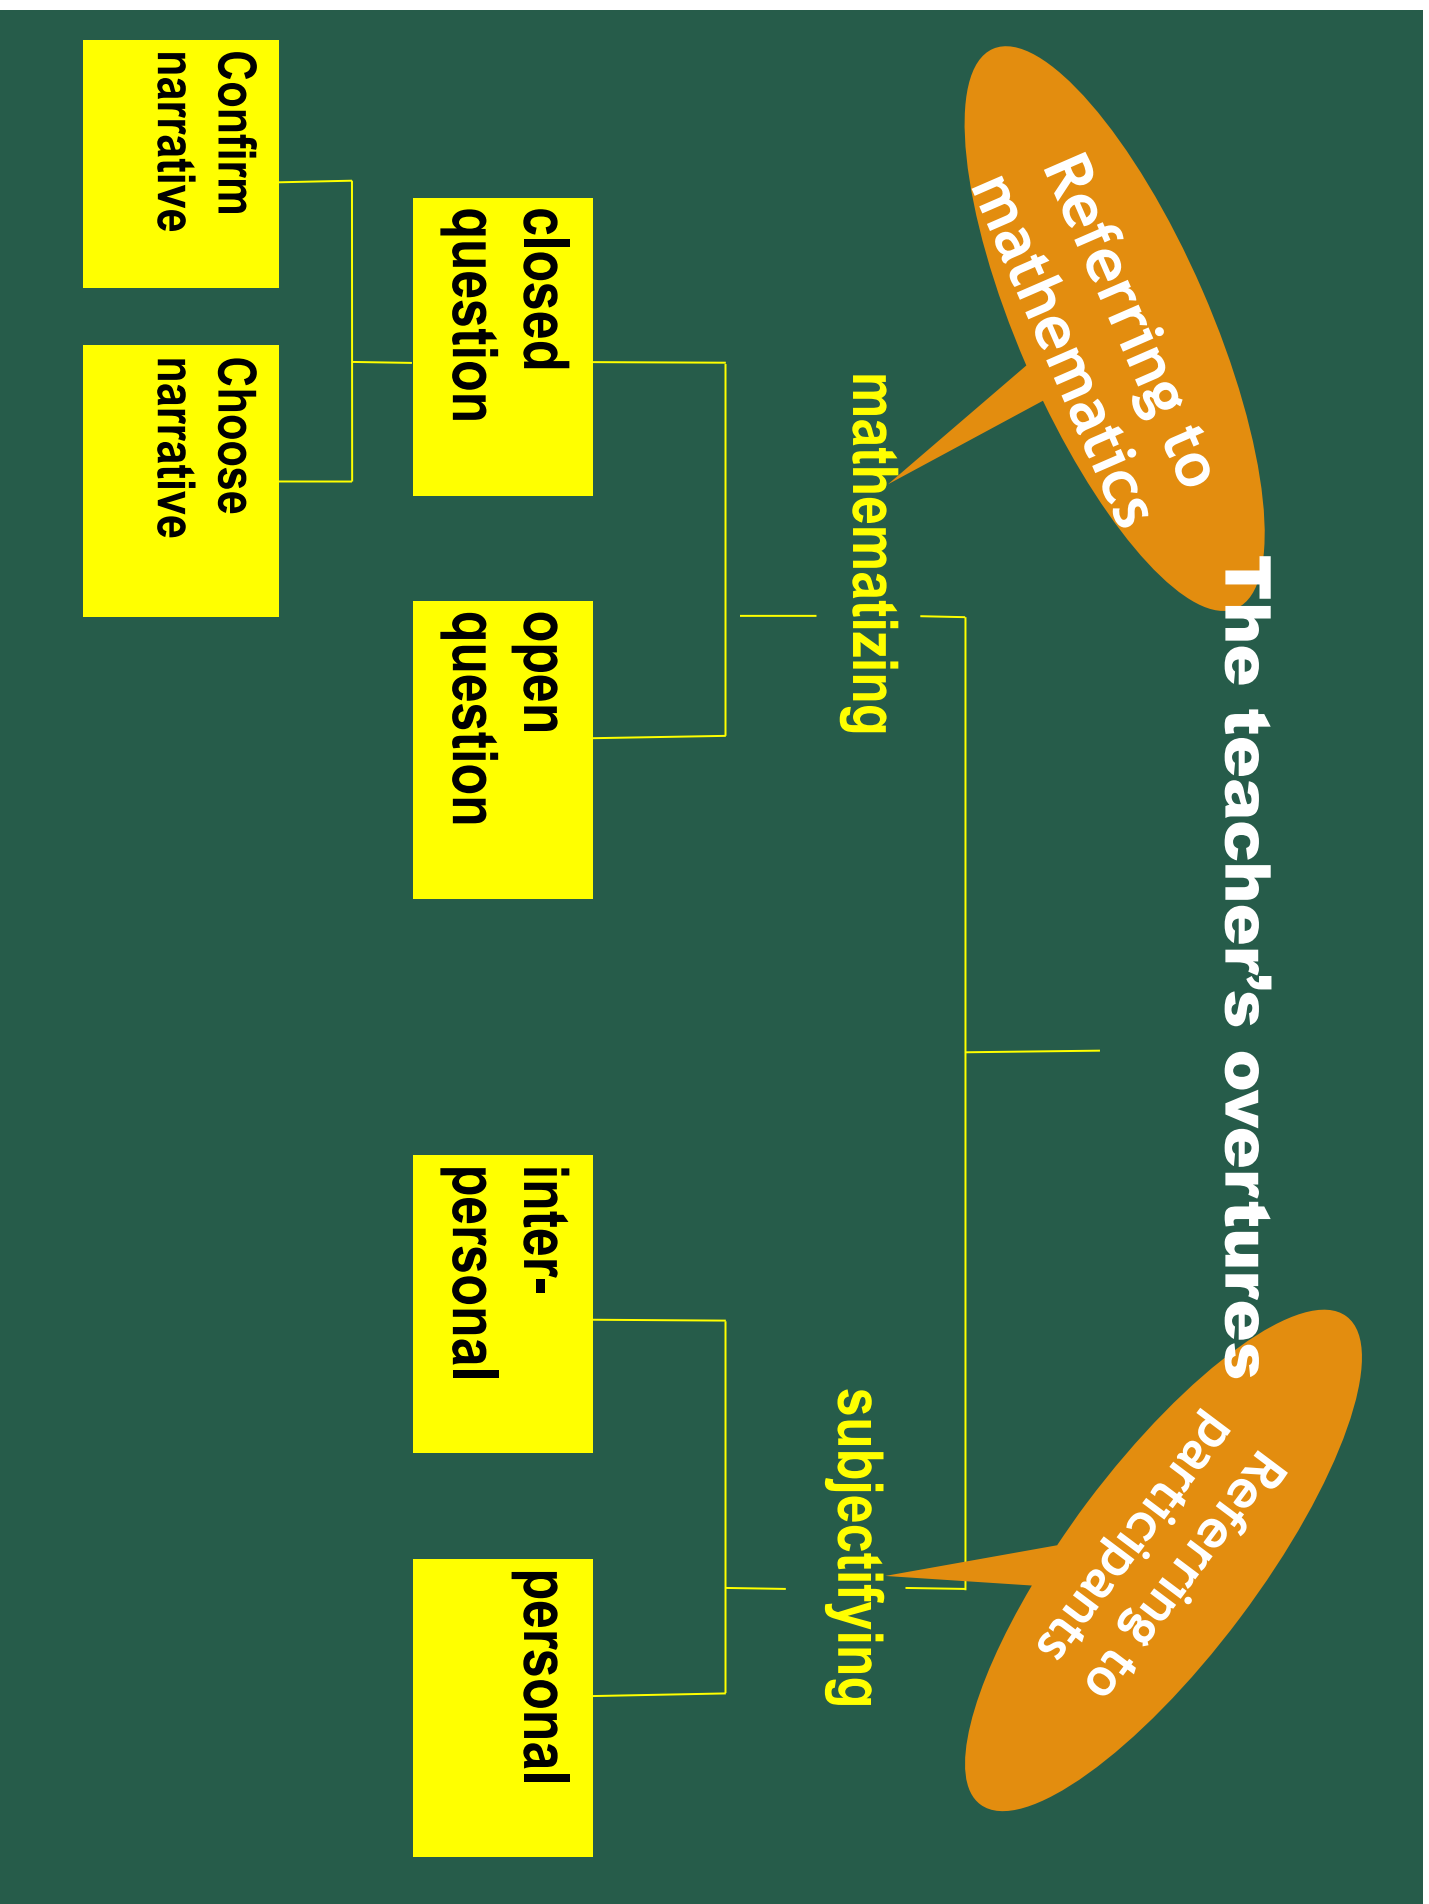 The teacher’s overtures
Referring to
mathematics
Referring to
participants
mathematizing
subjectifying
closed
question
open
question
inter-
personal
personal
Confirm
narrative
Choose
narrative